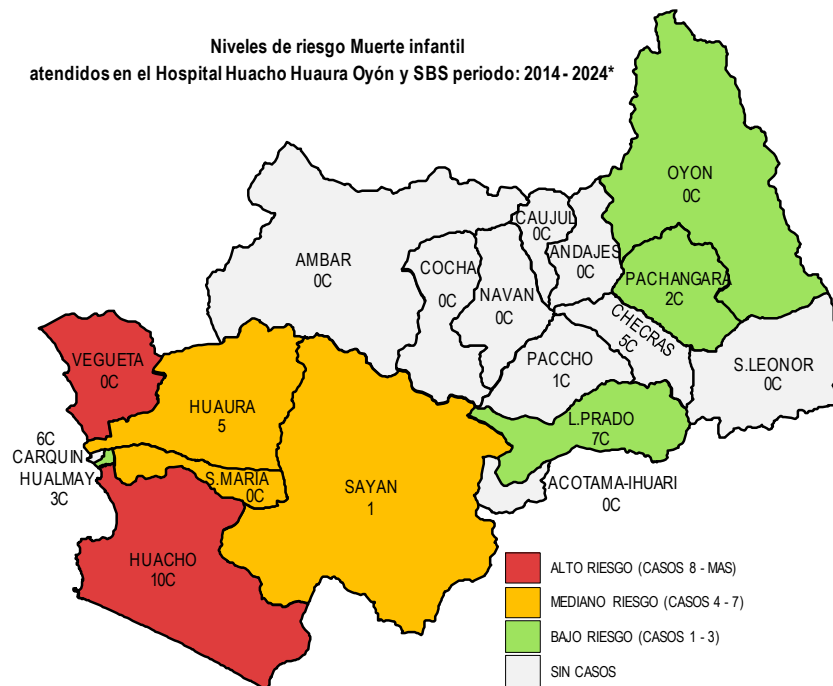 Niveles de riesgo Muerte infantil
atendidos en el Hospital Huacho Huaura Oyón y SBS periodo: 2014 - 2024*
OYON
0C
CAUJUL
0C
ANDAJES
0C
AMBAR
0C
COCHA
0C
NAVAN
0C
PACHANGARA
2C
CHECRAS
5C
VEGUETA
0C
PACCHO
1C
S.LEONOR
0C
HUAURA
5
L.PRADO
7C
6C
CARQUIN
HUALMAY
3C
S.MARIA
0C
SAYAN
1
ACOTAMA-IHUARI
0C
HUACHO
10C
ALTO RIESGO (CASOS 8 - MAS)
MEDIANO RIESGO (CASOS 4 - 7)
BAJO RIESGO (CASOS 1 - 3)
SIN CASOS